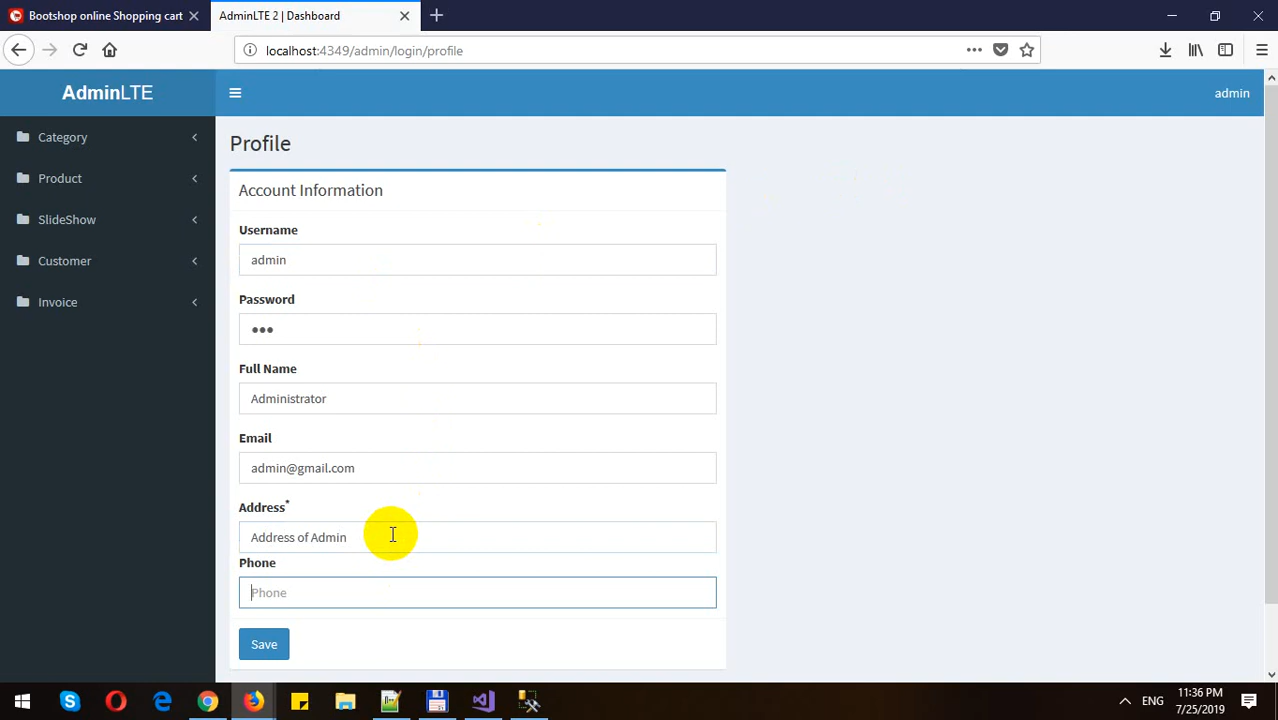 Bootshop online Shopping cart
AdminLTE 2 | Dashboard
localhost:4349/admin/login/profile
AdminLTE
admin
Category
Product
SlideShow
Customer
Invoice
Profile
Account Information
Username
admin
Password
•••
Full Name
Administrator
Email
admin@gmail.com
Address*
Address of Admin
Phone
Phone
Save
ENG
11:36 PM
7/25/2019